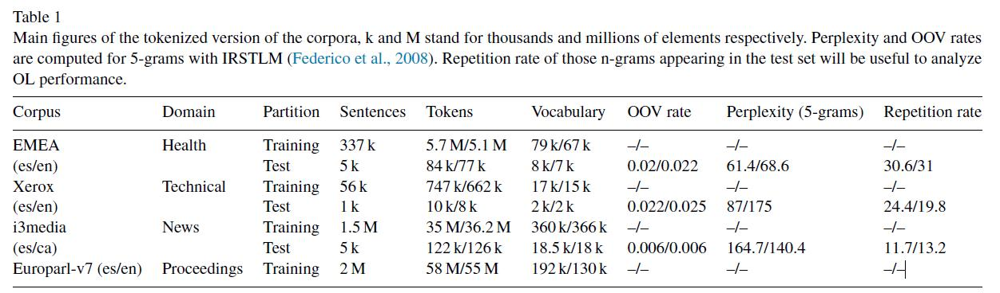 Table 1
Main figures of the tokenized version of the corpora, k and M stand for thousands and millions of elements respectively. Perplexity and OOV rates
are computed for 5-grams with IRSTLM (Federico et al., 2008). Repetition rate of those n-grams appearing in the test set will be useful to analyze
OL performance.
Corpus Domain Partition Sentences Tokens Vocabulary OOV rate Perplexity (5-grams) Repetition rate
EMEA Health Training 337 k 5.7 M/5.1 M 79 k/67 k –/– –/– –/–
(es/en) Test 5 k 84 k/77 k 8 k/7 k 0.02/0.022 61.4/68.6 30.6/31
Xerox Technical Training 56 k 747 k/662 k 17 k/15 k –/– –/– –/–
(es/en) Test 1 k 10 k/8 k 2 k/2 k 0.022/0.025 87/175 24.4/19.8
i3media News Training 1.5 M 35 M/36.2 M 360 k/366 k –/– –/– –/–
(es/ca) Test 5 k 122 k/126 k 18.5 k/18 k 0.006/0.006 164.7/140.4 11.7/13.2
Europarl-v7 (es/en) Proceedings Training 2 M 58 M/55 M 192 k/130 k –/– –/– –/–